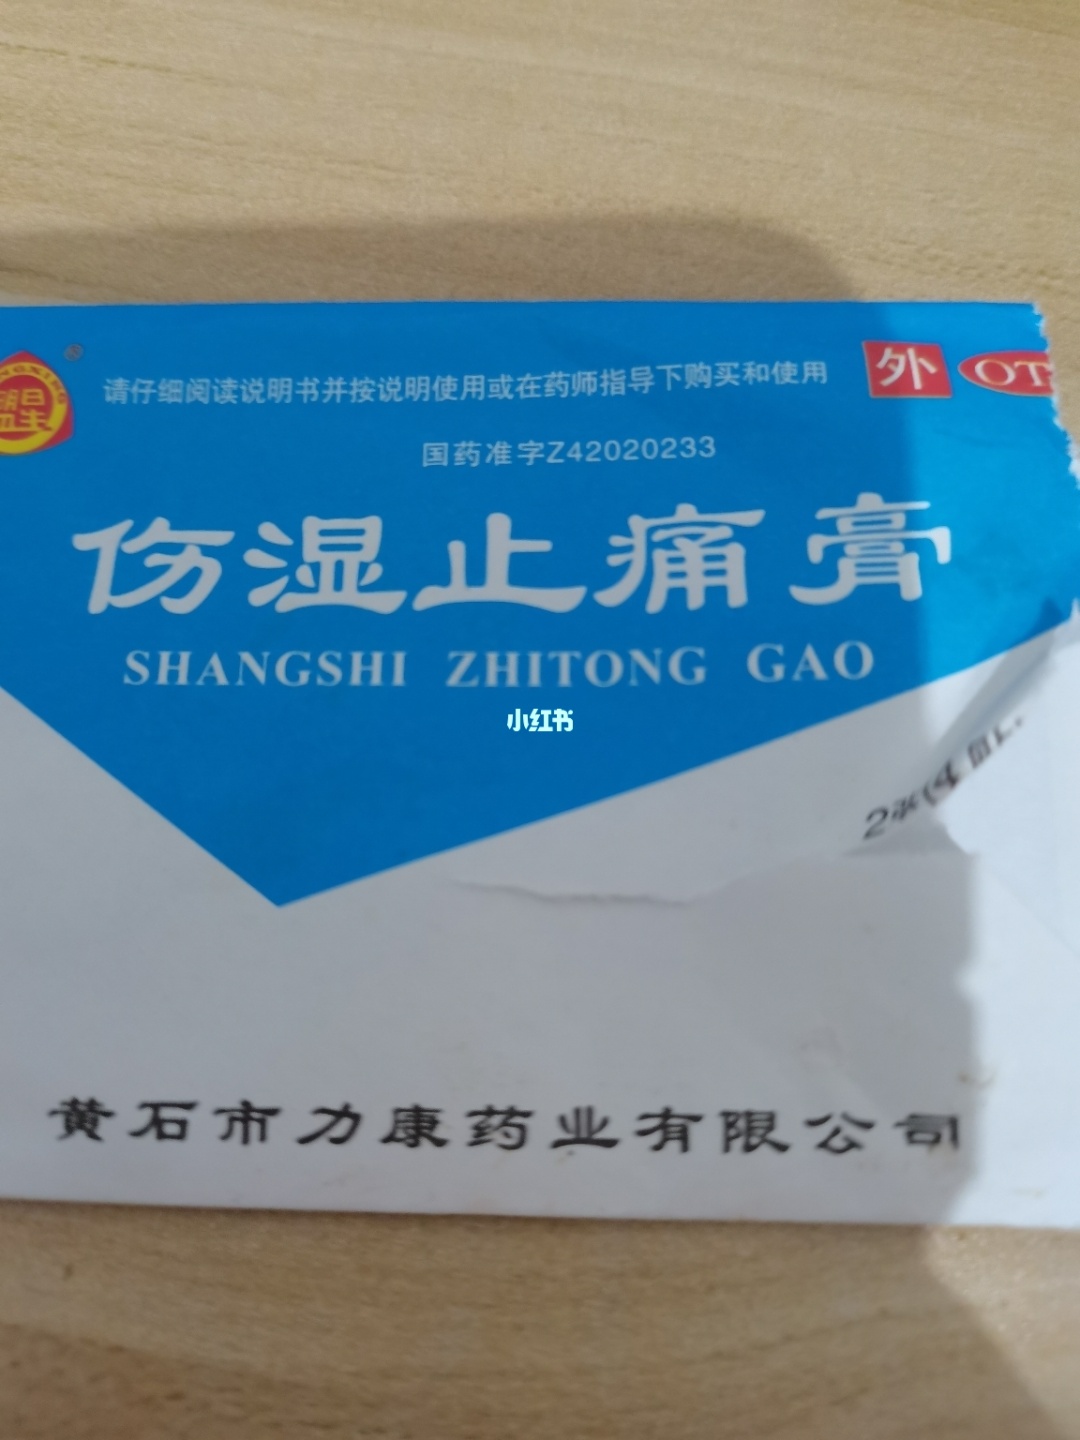 请仔细阅读说明书并按说明使用或在药师指导下购买和使用
外
OT
国药准字Z42020233
伤湿止痛膏
SHANGSHI ZHITONG GAO
小红书
黄石市力康药业有限公司